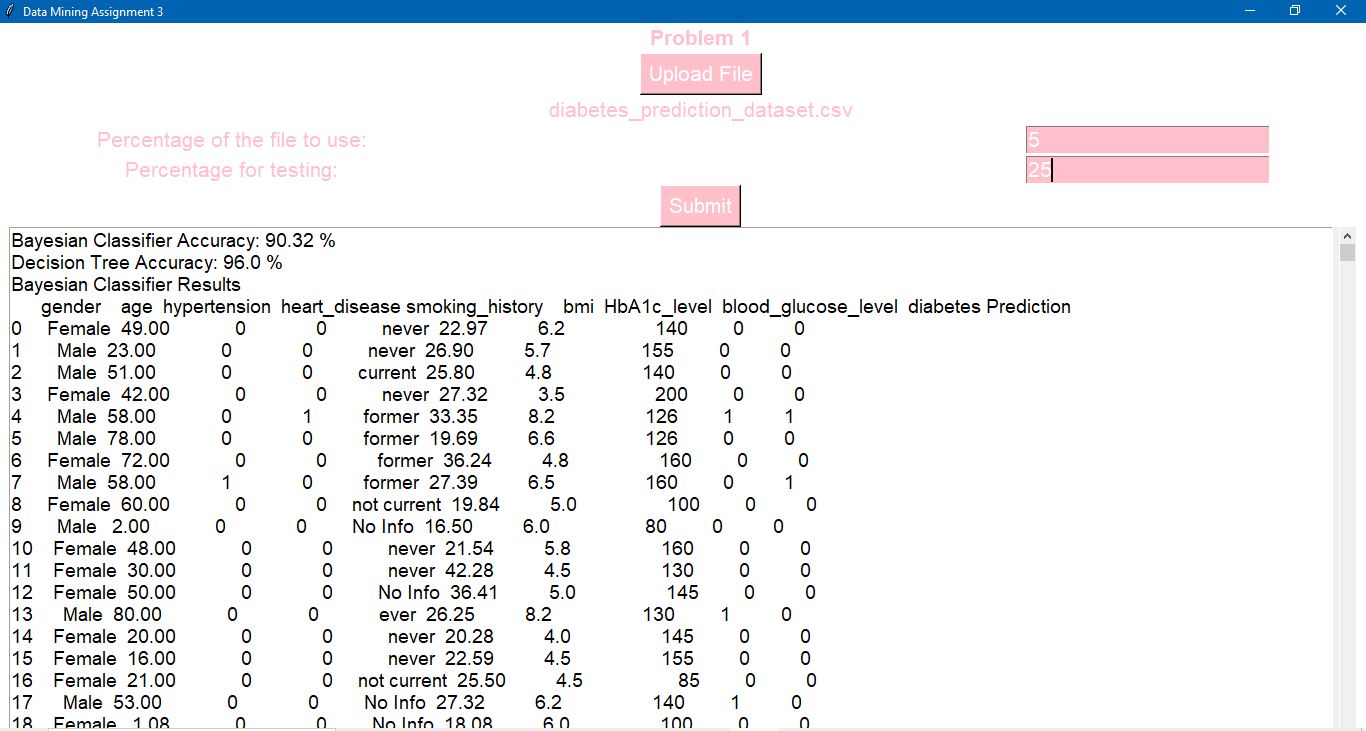 Data Mining Assignment 3
Problem 1
Upload File
diabetes_prediction_dataset.csv
Percentage of the file to use: 5
Percentage for testing: 25
Submit
Bayesian Classifier Accuracy: 90.32 %
Decision Tree Accuracy: 96.0 %
Bayesian Classifier Results
gender age hypertension heart_disease smoking_history bmi HbA1c_level blood_glucose_level diabetes Prediction
0 Female 49.00 0 0 never 22.97 6.2 140 0 0
1 Male 23.00 0 0 never 26.90 5.7 155 0 0
2 Male 51.00 0 0 current 25.80 4.8 140 0 0
3 Female 42.00 0 0 never 27.32 3.5 200 0 0
4 Male 58.00 0 1 former 33.35 8.2 126 1 1
5 Male 78.00 0 0 former 19.69 6.6 126 0 0
6 Female 72.00 0 0 former 36.24 4.8 160 0 0
7 Male 58.00 1 0 former 27.39 6.5 160 0 1
8 Female 60.00 0 0 not current 19.84 5.0 100 0 0
9 Male 2.00 0 0 No Info 16.50 6.0 80 0 0
10 Female 48.00 0 0 never 21.54 5.8 160 0 0
11 Female 30.00 0 0 never 42.28 4.5 130 0 0
12 Female 50.00 0 0 No Info 36.41 5.0 145 0 0
13 Male 80.00 0 0 ever 26.25 8.2 130 1 0
14 Female 20.00 0 0 never 20.28 4.0 145 0 0
15 Female 16.00 0 0 never 22.59 4.5 155 0 0
16 Female 21.00 0 0 not current 25.50 4.5 85 0 0
17 Male 53.00 0 0 No Info 27.32 6.2 140 1 0
18 Female 1.08 0 0 No Info 18.08 6.0 100 0 0